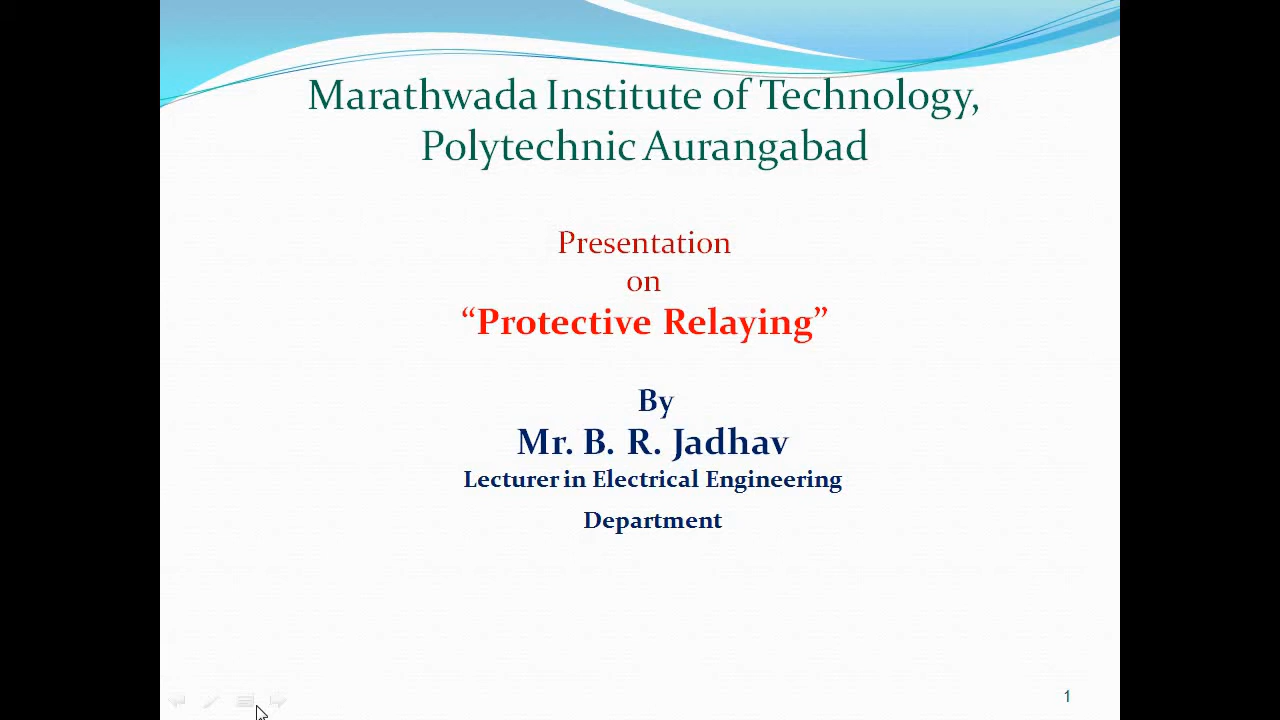 Marathwada Institute of Technology,
Polytechnic Aurangabad
Presentation
on
“Protective Relaying”
By
Mr. B. R. Jadhav
Lecturer in Electrical Engineering
Department
1